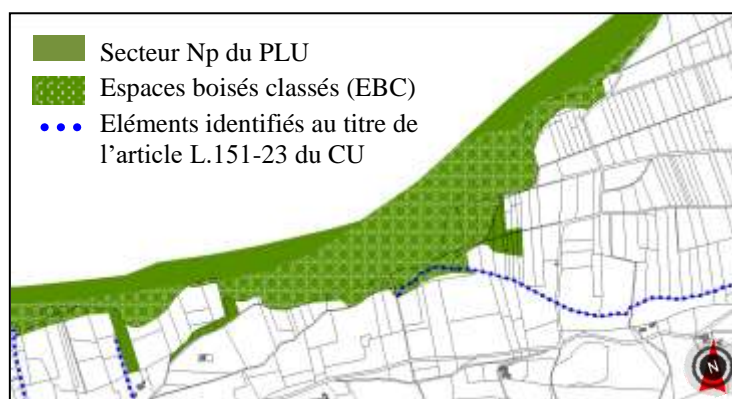 Secteur Np du PLU
Espaces boisés classés (EBC)
Eléments identifiés au titre de
l’article L.151-23 du CU
N